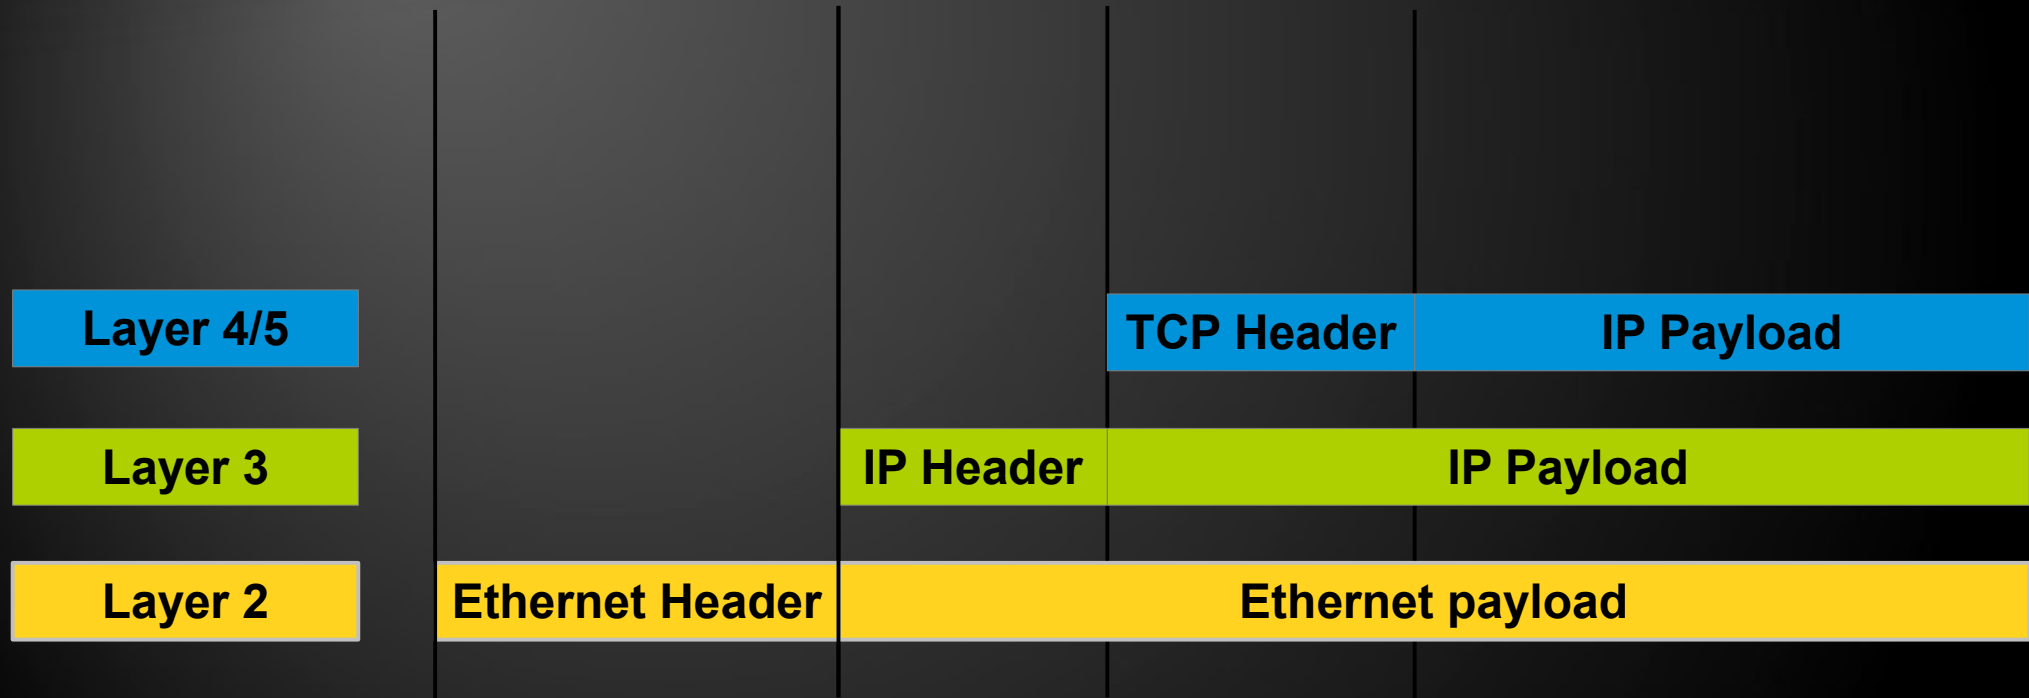 Layer 4/5
TCP Header
IP Payload
Layer 3
IP Header
IP Payload
Layer 2
Ethernet Header
Ethernet payload